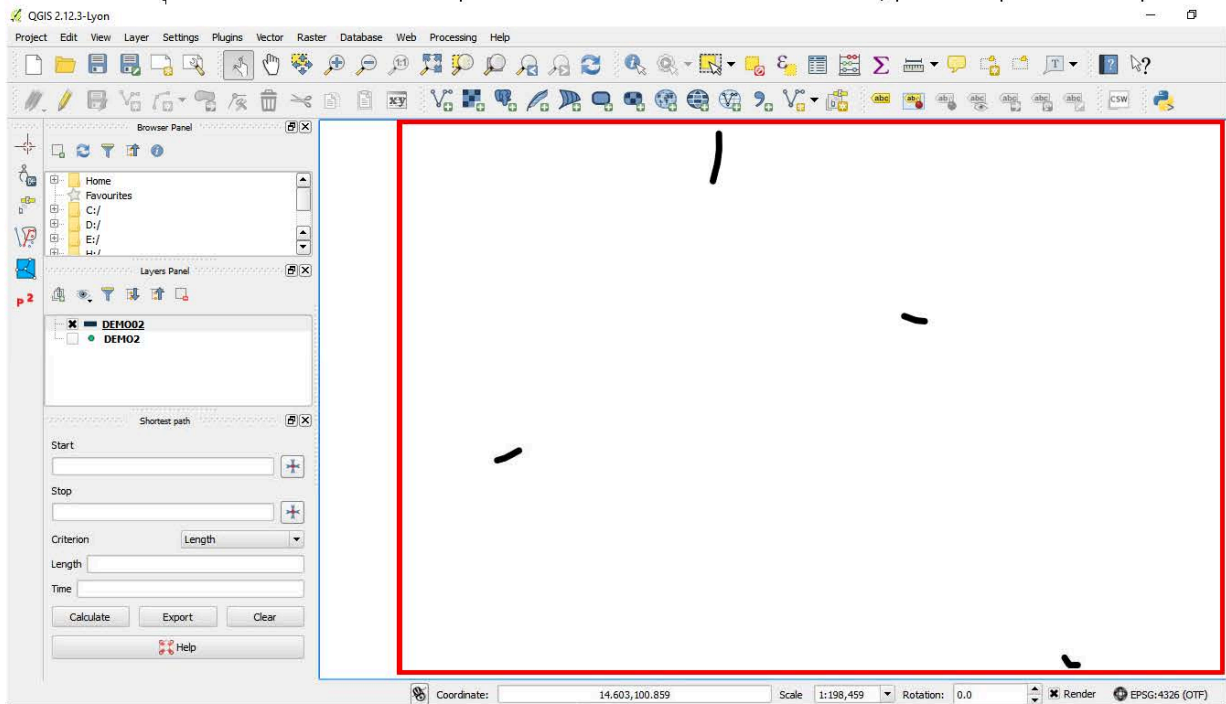 QGIS 2.12.3-Lyon
Project Edit View Layer Settings Plugins Vector Raster Database Web Processing Help
Browser Panel
Home
Favourites
C:/
D:/
E:/
H:/
Layers Panel
DEMO02
DEMO2
Shortest path
Start
Stop
Criterion Length
Length
Time
Calculate Export Clear
Help
Coordinate: 14.603,100.859 Scale 1:198,459 Rotation: 0.0 Render EPSG:4326 (OTF)